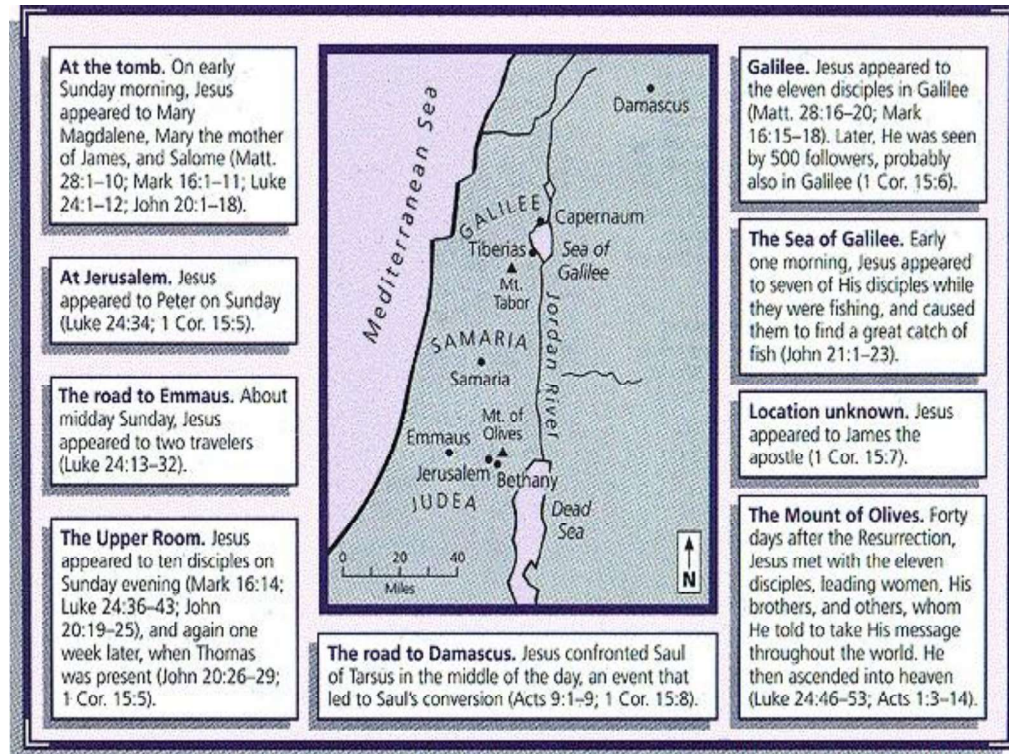 At the tomb. On early
Sunday morning, Jesus
appeared to Mary
Magdalene, Mary the mother
of James, and Salome (Matt.
28:1–10; Mark 16:1–11; Luke
24:1–12; John 20:1–18).
At Jerusalem. Jesus
appeared to Peter on Sunday
(Luke 24:34; 1 Cor. 15:5).
The road to Emmaus. About
midday Sunday, Jesus
appeared to two travelers
(Luke 24:13–32).
The Upper Room. Jesus
appeared to ten disciples on
Sunday evening (Mark 16:14;
Luke 24:36–43; John
20:19–25), and again one
week later, when Thomas
was present (John 20:26–29;
1 Cor. 15:5).
Mediterranean Sea
Damascus
GALILEE
Capernaum
Tiberias
Sea of
Galilee
Mt.
Tabor
Jordan River
SAMARIA
Samaria
Mt. of
Olives
Emmaus
Jerusalem
Bethany
JUDEA
Dead
Sea
0 20 40
Miles
N
The road to Damascus. Jesus confronted Saul
of Tarsus in the middle of the day, an event that
led to Saul's conversion (Acts 9:1–9; 1 Cor. 15:8).
Galilee. Jesus appeared to
the eleven disciples in Galilee
(Matt. 28:16–20; Mark
16:15–18). Later, He was seen
by 500 followers, probably
also in Galilee (1 Cor. 15:6).
The Sea of Galilee. Early
one morning, Jesus appeared
to seven of His disciples while
they were fishing, and caused
them to find a great catch of
fish (John 21:1–23).
Location unknown. Jesus
appeared to James the
apostle (1 Cor. 15:7).
The Mount of Olives. Forty
days after the Resurrection,
Jesus met with the eleven
disciples, leading women, His
brothers, and others, whom
He told to take His message
throughout the world. He
then ascended into heaven
(Luke 24:46–53; Acts 1:3–14).